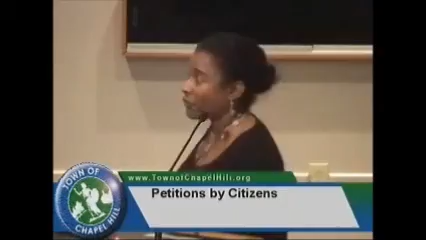 www.TownofChapelHill.org
Petitions by Citizens
TOWN OF
CHAPEL HILL